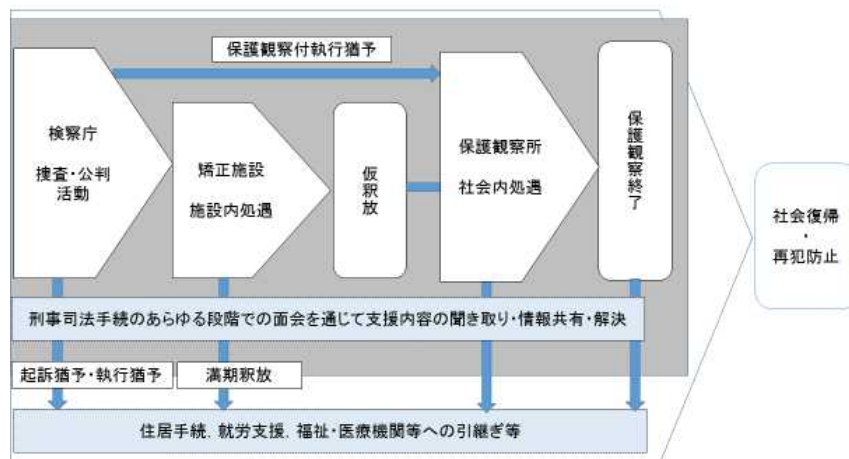 保護観察付執行猶予
検察庁
捜査・公判
活動
矯正施設
施設内処遇
仮釈放
保護観察所
社会内処遇
保護観察終了
社会復帰
・
再犯防止
刑事司法手続のあらゆる段階での面会を通じて支援内容の聞き取り・情報共有・解決
起訴猶予・執行猶予
満期釈放
住居手続．就労支援．福祉・医療機関等への引継ぎ等